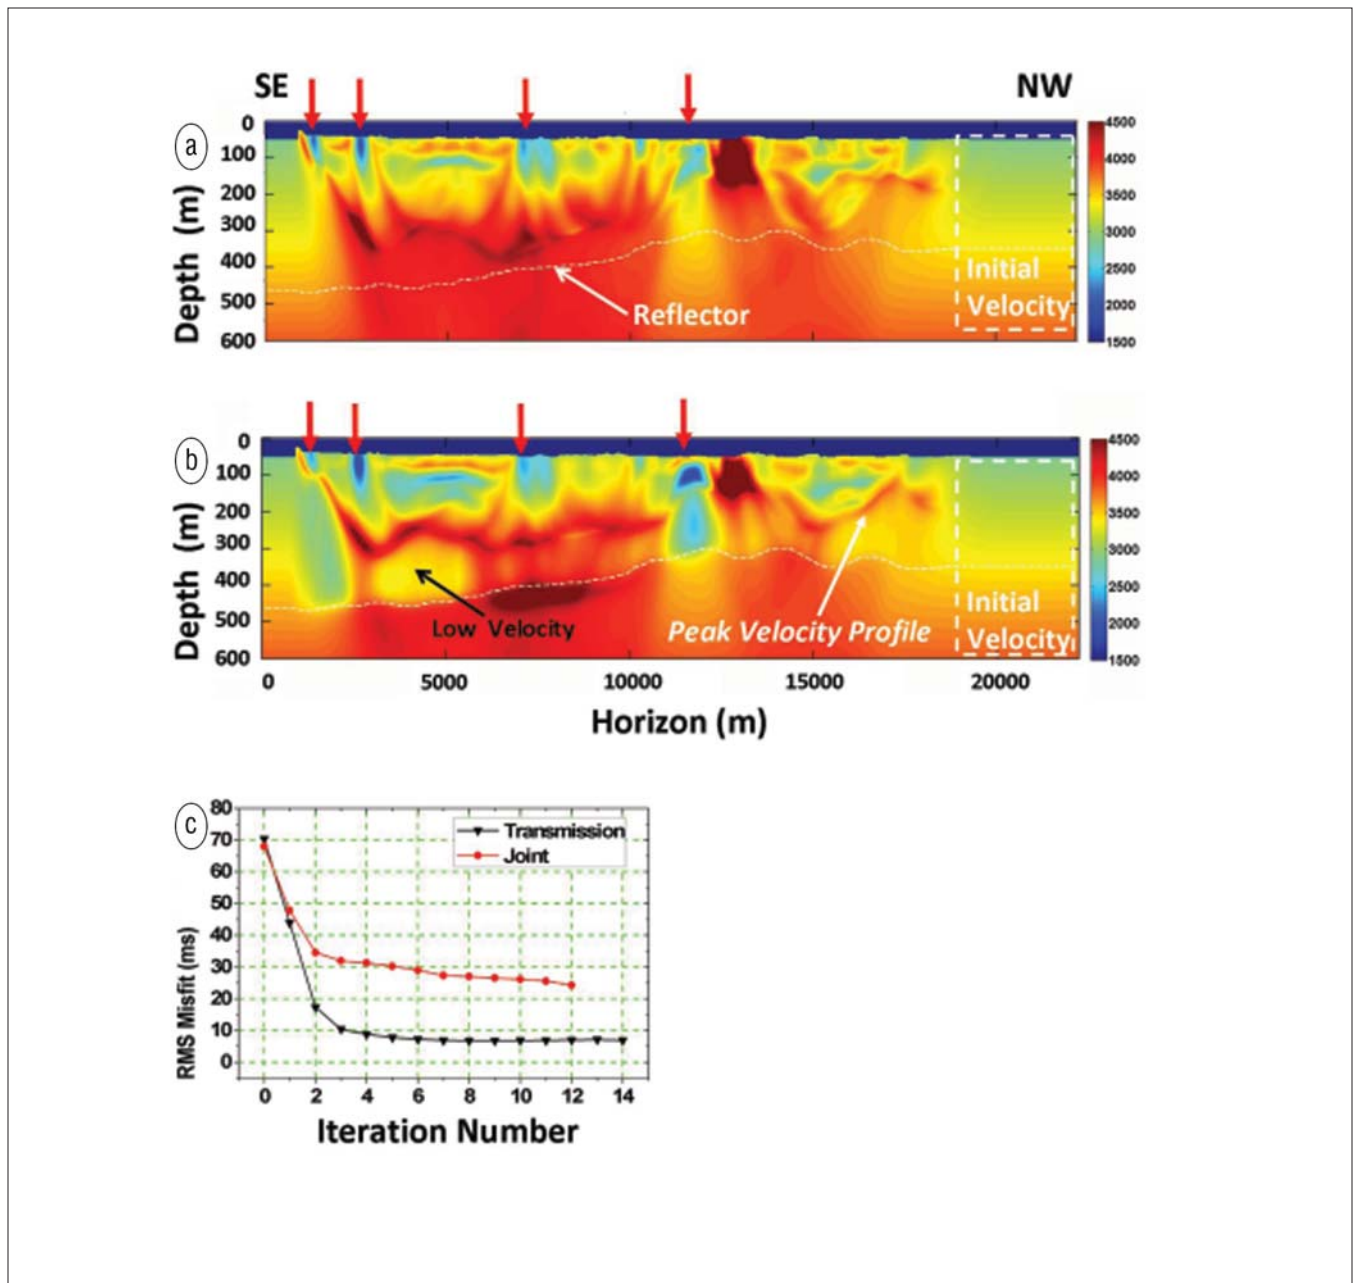 SE NW
a
0
100
200
300
400
500
600
Depth (m)
Reflector
Initial
Velocity
4500
4000
3500
3000
2500
2000
1500
b
0
100
200
300
400
500
600
Depth (m)
Low Velocity
Peak Velocity Profile
Initial
Velocity
4500
4000
3500
3000
2500
2000
1500
0 5000 10000 15000 20000
Horizon (m)
c
80
70
60
50
40
30
20
10
0
RMS Misfit (ms)
Transmission
Joint
0 2 4 6 8 10 12 14
Iteration Number